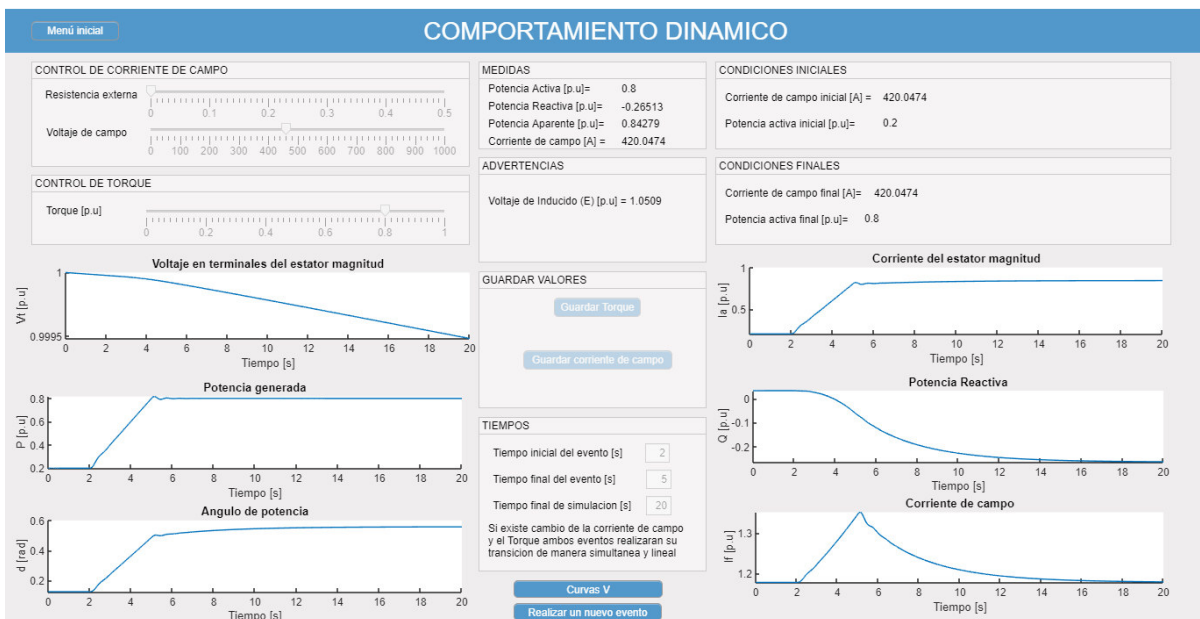 Menú inicial
COMPORTAMIENTO DINAMICO
CONTROL DE CORRIENTE DE CAMPO
Resistencia externa
0 0.1 0.2 0.3 0.4 0.5
Voltaje de campo
0 100 200 300 400 500 600 700 800 900 1000
CONTROL DE TORQUE
Torque [p.u]
0 0.2 0.4 0.6 0.8 1
MEDIDAS
Potencia Activa [p.u]= 0.8
Potencia Reactiva [p.u]= -0.26513
Potencia Aparente [p.u]= 0.84279
Corriente de campo [A] = 420.0474
ADVERTENCIAS
Voltaje de Inducido (E) [p.u] = 1.0509
CONDICIONES INICIALES
Corriente de campo inicial [A] = 420.0474
Potencia activa inicial [p.u]= 0.2
CONDICIONES FINALES
Corriente de campo final [A]= 420.0474
Potencia activa final [p.u]= 0.8
Voltaje en terminales del estator magnitud
Vt [p.u]
1
0.9995
0 2 4 6 8 10 12 14 16 18 20
Tiempo [s]
Potencia generada
P [p.u]
0.8
0.6
0.4
0.2
0 2 4 6 8 10 12 14 16 18 20
Tiempo [s]
Angulo de potencia
d [rad]
0.6
0.4
0.2
0 2 4 6 8 10 12 14 16 18 20
Tiempo [s]
GUARDAR VALORES
Guardar Torque
Guardar corriente de campo
TIEMPOS
Tiempo inicial del evento [s] 2
Tiempo final del evento [s] 5
Tiempo final de simulacion [s] 20
Si existe cambio de la corriente de campo
y el Torque ambos eventos realizaran su
transicion de manera simultanea y lineal
Curvas V
Realizar un nuevo evento
Corriente del estator magnitud
Ia [p.u]
1
0.5
0 2 4 6 8 10 12 14 16 18 20
Tiempo [s]
Potencia Reactiva
Q [p.u]
0
-0.1
-0.2
0 2 4 6 8 10 12 14 16 18 20
Tiempo [s]
Corriente de campo
If [p.u]
1.3
1.2
0 2 4 6 8 10 12 14 16 18 20
Tiempo [s]